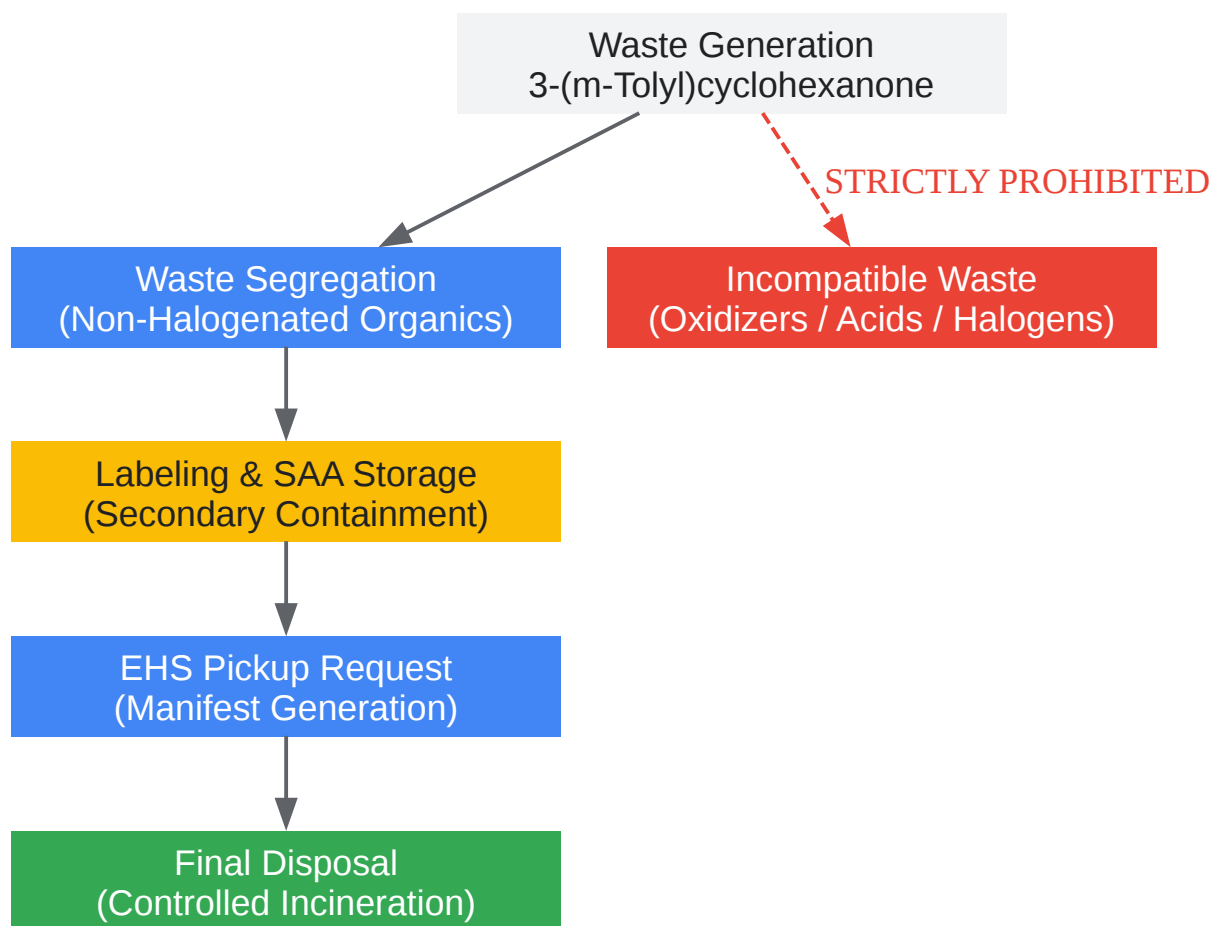 Waste Generation
3-(m-Tolyl)cyclohexanone
STRICTLY PROHIBITED
Waste Segregation
(Non-Halogenated Organics)
Incompatible Waste
(Oxidizers / Acids / Halogens)
Labeling & SAA Storage
(Secondary Containment)
EHS Pickup Request
(Manifest Generation)
Final Disposal
(Controlled Incineration)